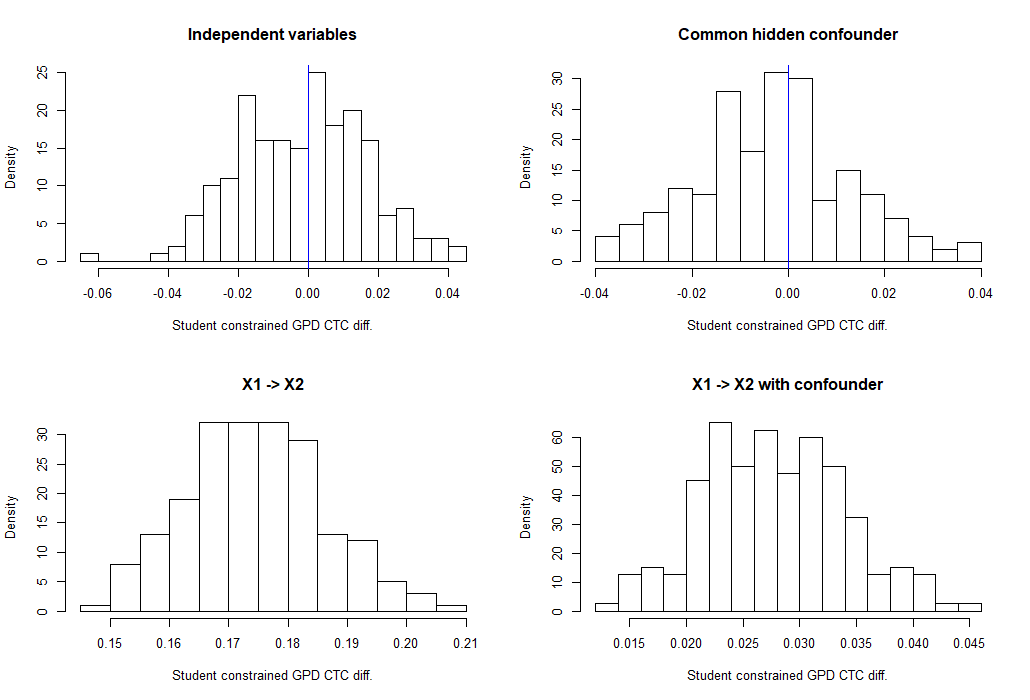 Independent variables
Density
0 5 10 15 20 25
-0.06 -0.04 -0.02 0.00 0.02 0.04
Student constrained GPD CTC diff.
Common hidden confounder
Density
0 5 10 15 20 25 30
-0.04 -0.02 0.00 0.02 0.04
Student constrained GPD CTC diff.
X1 -> X2
Density
0 5 10 15 20 25 30
0.15 0.16 0.17 0.18 0.19 0.20 0.21
Student constrained GPD CTC diff.
X1 -> X2 with confounder
Density
0 10 20 30 40 50 60
0.015 0.020 0.025 0.030 0.035 0.040 0.045
Student constrained GPD CTC diff.